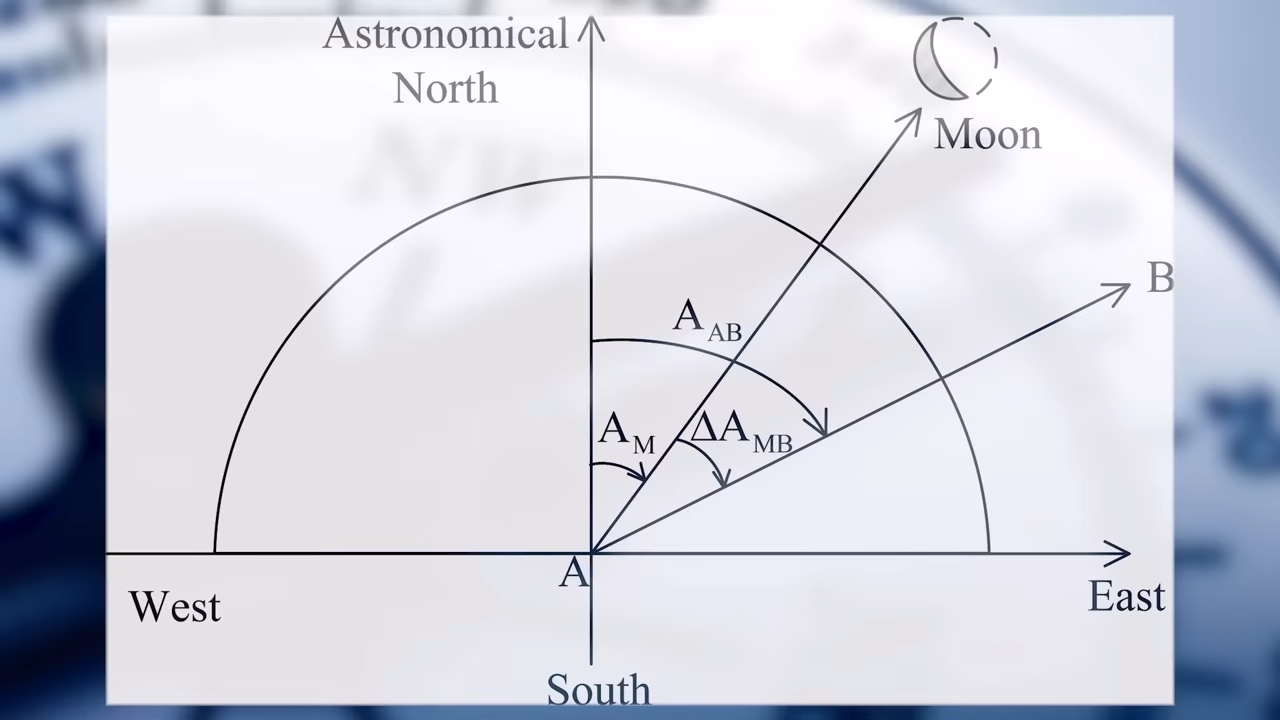 Astronomical
North
Moon
B
A_AB
A_M
ΔA_MB
A
West
East
South